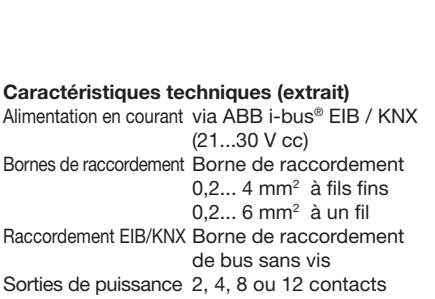 Caractéristiques techniques (extrait)
Alimentation en courant via ABB i-bus® EIB / KNX
(21...30 V cc)
Bornes de raccordement Borne de raccordement
0,2... 4 mm² à fils fins
0,2... 6 mm² à un fil
Raccordement EIB/KNX Borne de raccordement
de bus sans vis
Sorties de puissance 2, 4, 8 ou 12 contacts